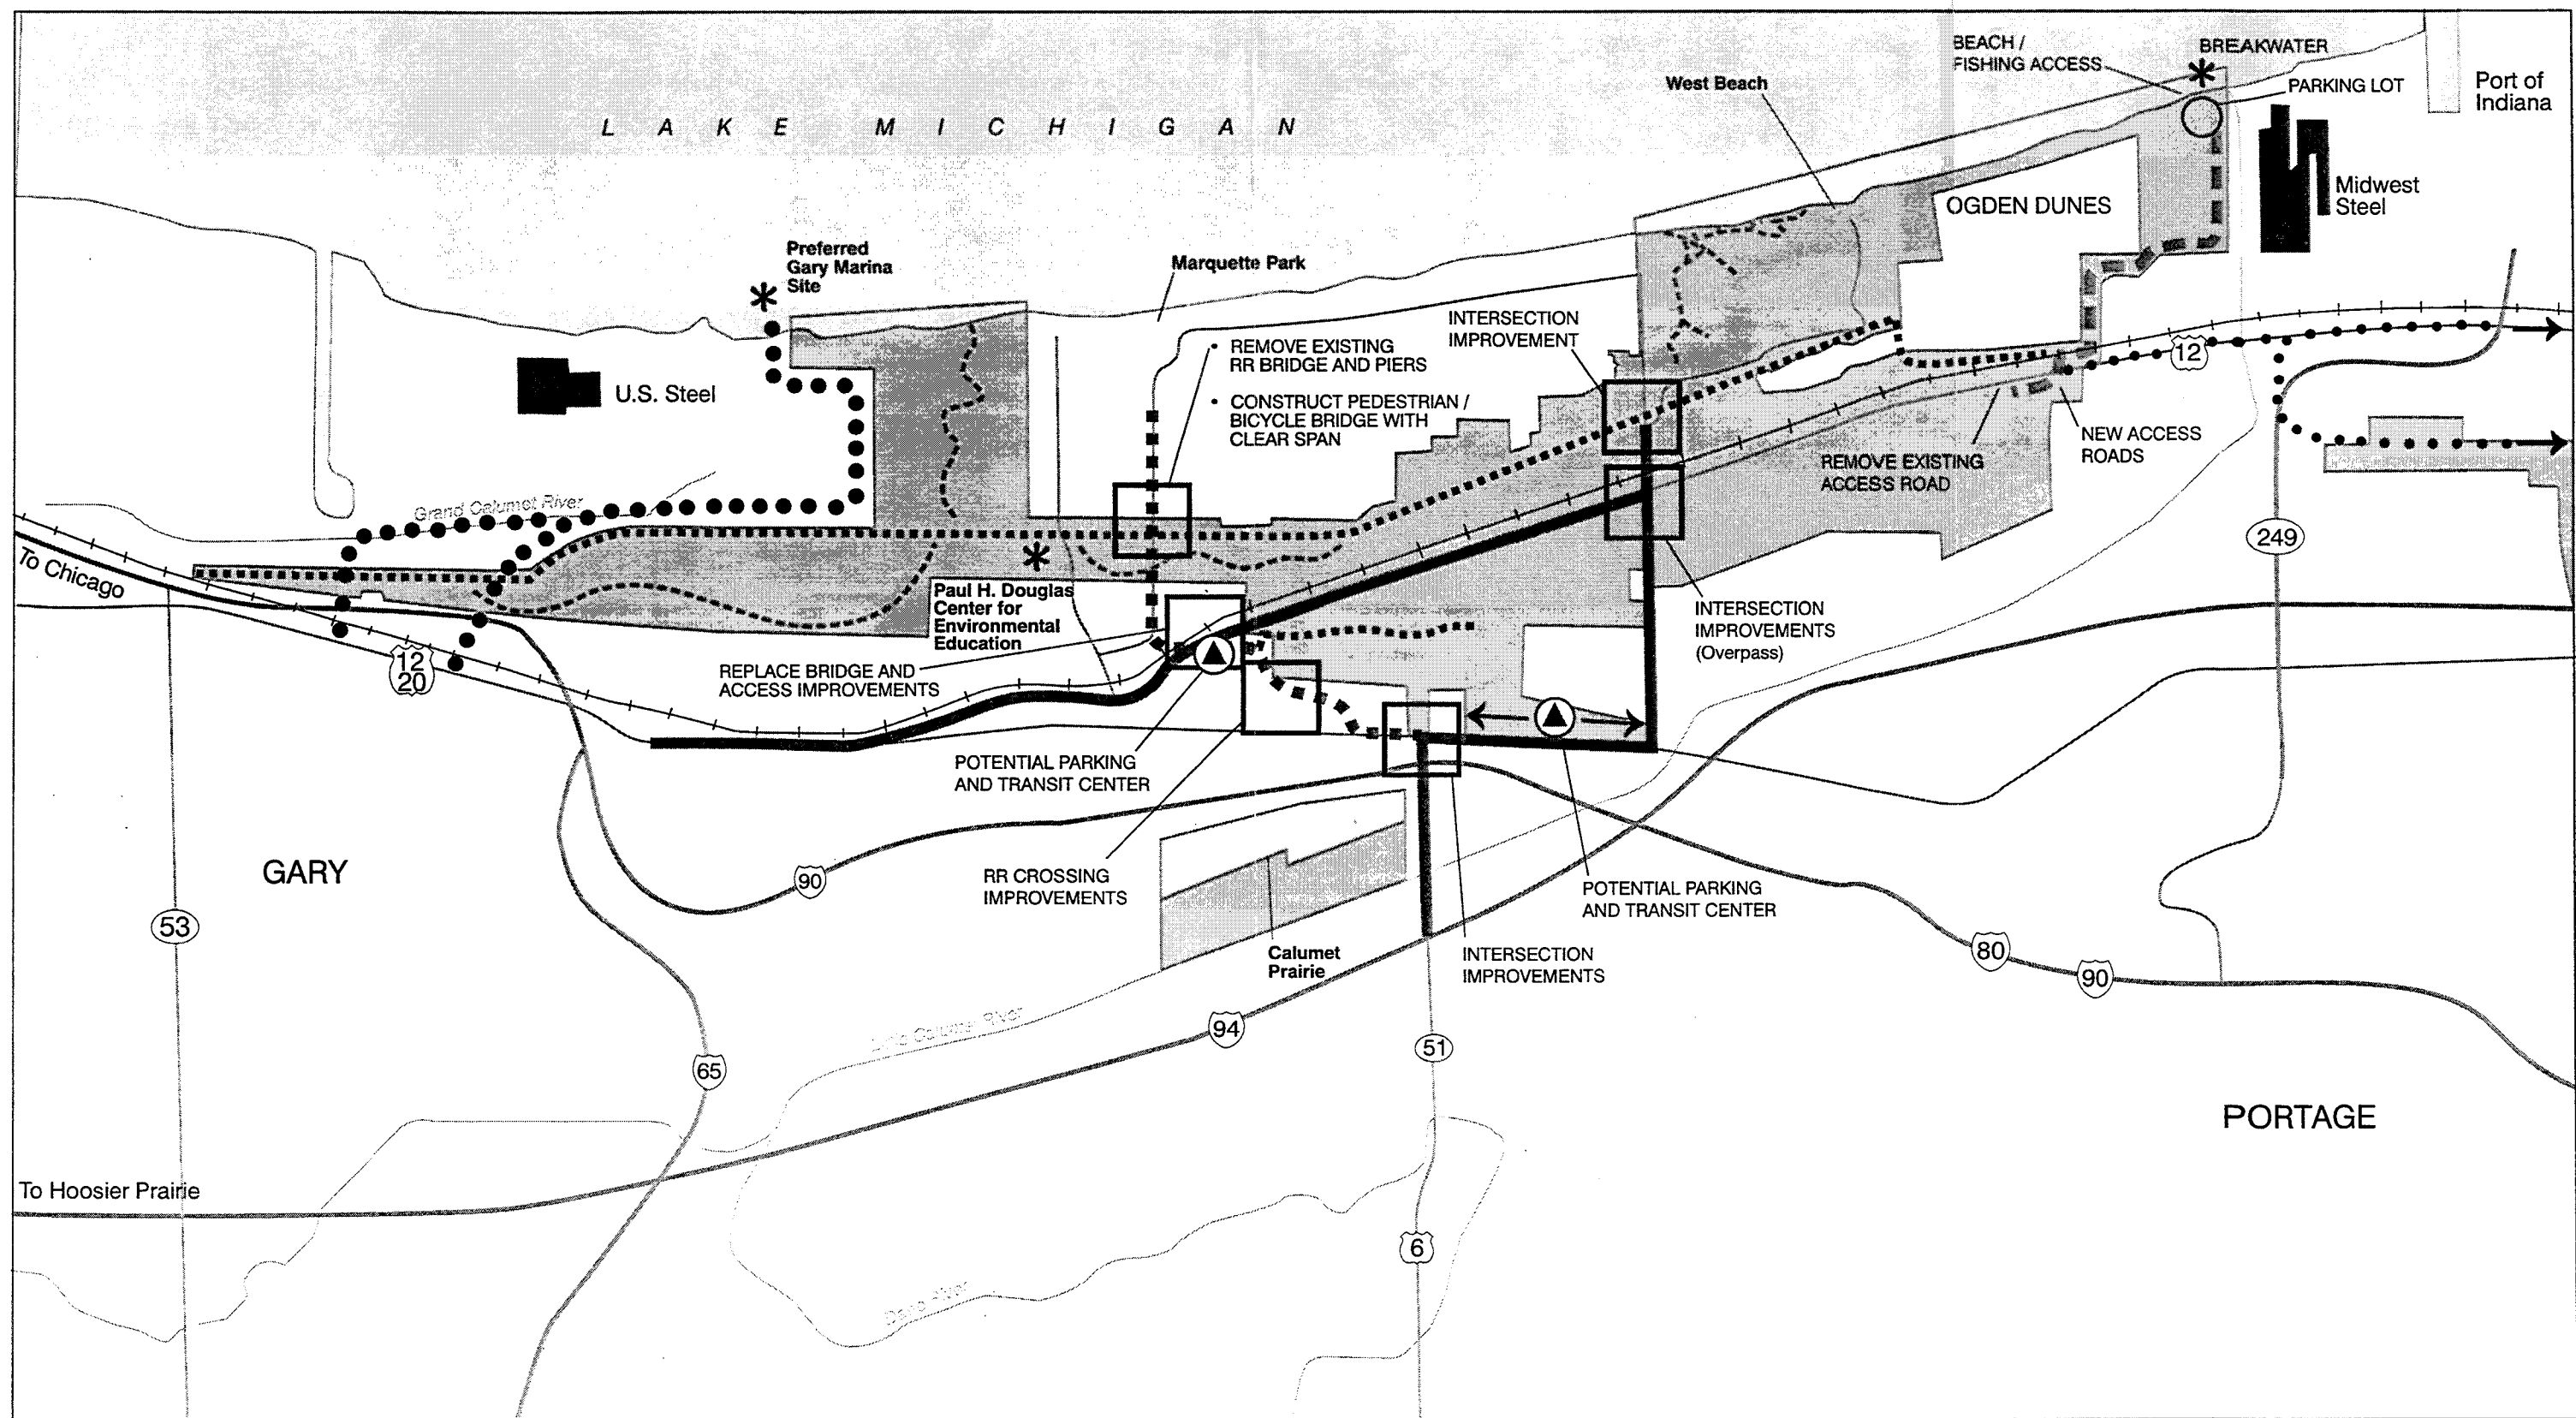 BEACH /
FISHING ACCESS
BREAKWATER
PARKING LOT
Port of
Indiana
West Beach
LAKE MICHIGAN
OGDEN DUNES
Midwest
Steel
Preferred
Gary Marina
Site
Marquette Park
INTERSECTION
IMPROVEMENT
• REMOVE EXISTING
RR BRIDGE AND PIERS
• CONSTRUCT PEDESTRIAN /
BICYCLE BRIDGE WITH
CLEAR SPAN
12
U.S. Steel
NEW ACCESS
ROADS
REMOVE EXISTING
ACCESS ROAD
Grand Calumet River
249
To Chicago
Paul H. Douglas
Center for
Environmental
Education
INTERSECTION
IMPROVEMENTS
(Overpass)
12
20
REPLACE BRIDGE AND
ACCESS IMPROVEMENTS
POTENTIAL PARKING
AND TRANSIT CENTER
GARY
90
RR CROSSING
IMPROVEMENTS
POTENTIAL PARKING
AND TRANSIT CENTER
53
Calumet
Prairie
INTERSECTION
IMPROVEMENTS
80
90
Calumet River
94
51
65
PORTAGE
To Hoosier Prairie
6
River